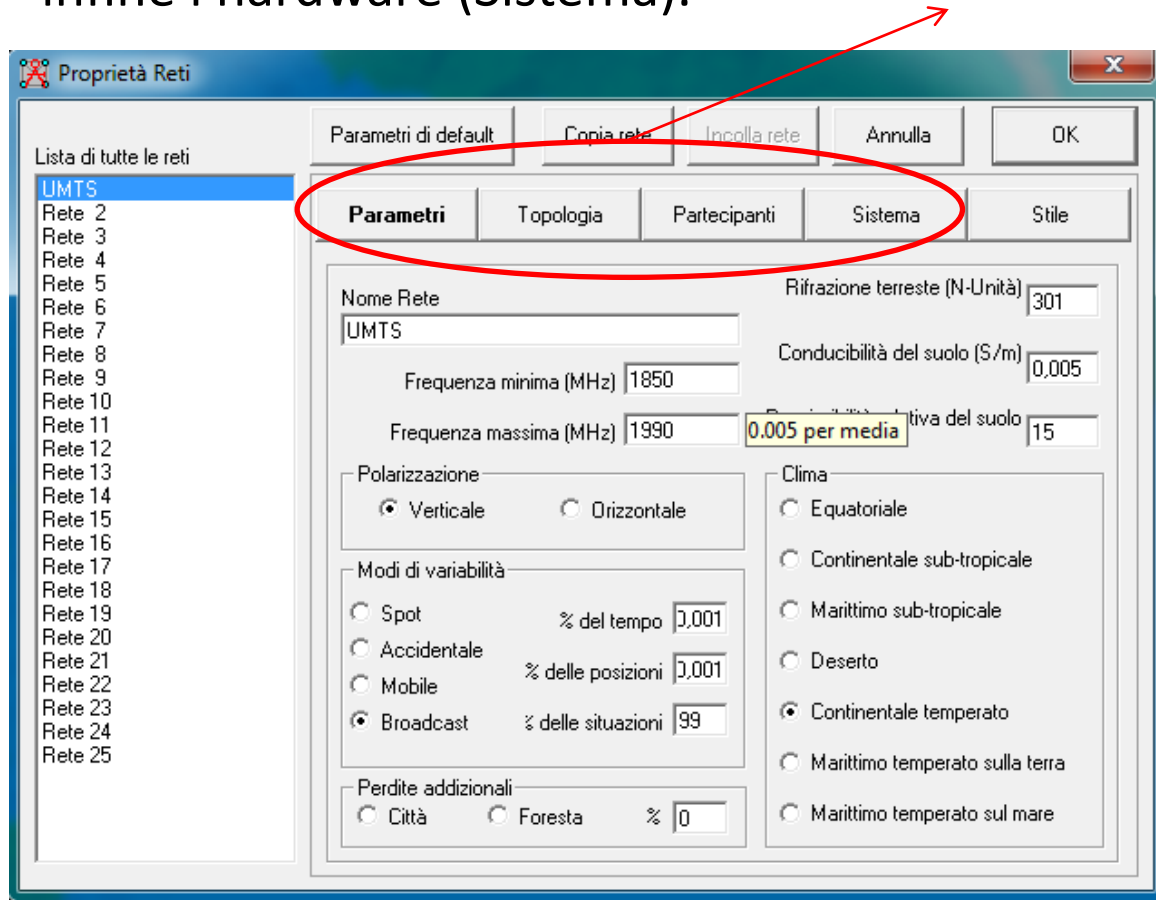 infine l'hardware (Sistema).
Proprietà Reti
x
Parametri di default
Copia rete
Incolla rete
Annulla
OK
Lista di tutte le reti
UMTS
Rete 2
Rete 3
Rete 4
Rete 5
Rete 6
Rete 7
Rete 8
Rete 9
Rete 10
Rete 11
Rete 12
Rete 13
Rete 14
Rete 15
Rete 16
Rete 17
Rete 18
Rete 19
Rete 20
Rete 21
Rete 22
Rete 23
Rete 24
Rete 25
Parametri
Topologia
Partecipanti
Sistema
Stile
Nome Rete
UMTS
Frequenza minima (MHz) 1850
Frequenza massima (MHz) 1990
Rifrazione terreste (N-Unità) 301
Conducibilità del suolo (S/m) 0,005
tiva del suolo 15
0.005 per media
Polarizzazione
Verticale
Orizzontale
Modi di variabilità
Spot
Accidentale
Mobile
Broadcast
% del tempo 0,001
% delle posizioni 0,001
% delle situazioni 99
Perdite addizionali
Città
Foresta
% 0
Clima
Equatoriale
Continentale sub-tropicale
Marittimo sub-tropicale
Deserto
Continentale temperato
Marittimo temperato sulla terra
Marittimo temperato sul mare